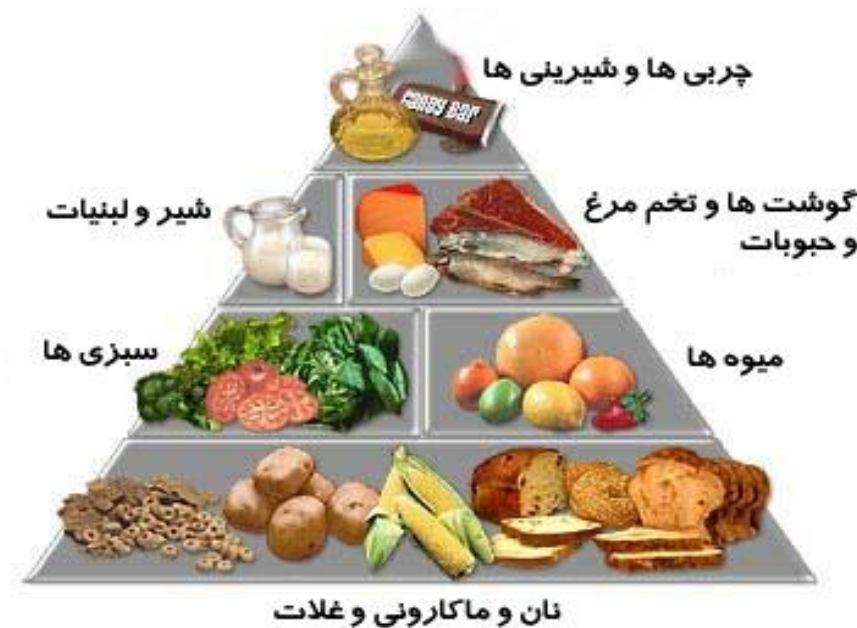 چربی ها و شیرینی ها
CANDY BAR
گوشت ها و تخم مرغ
و حبوبات
شیر و لبنیات
میوه ها
سبزی ها
نان و ماکارونی و غلات